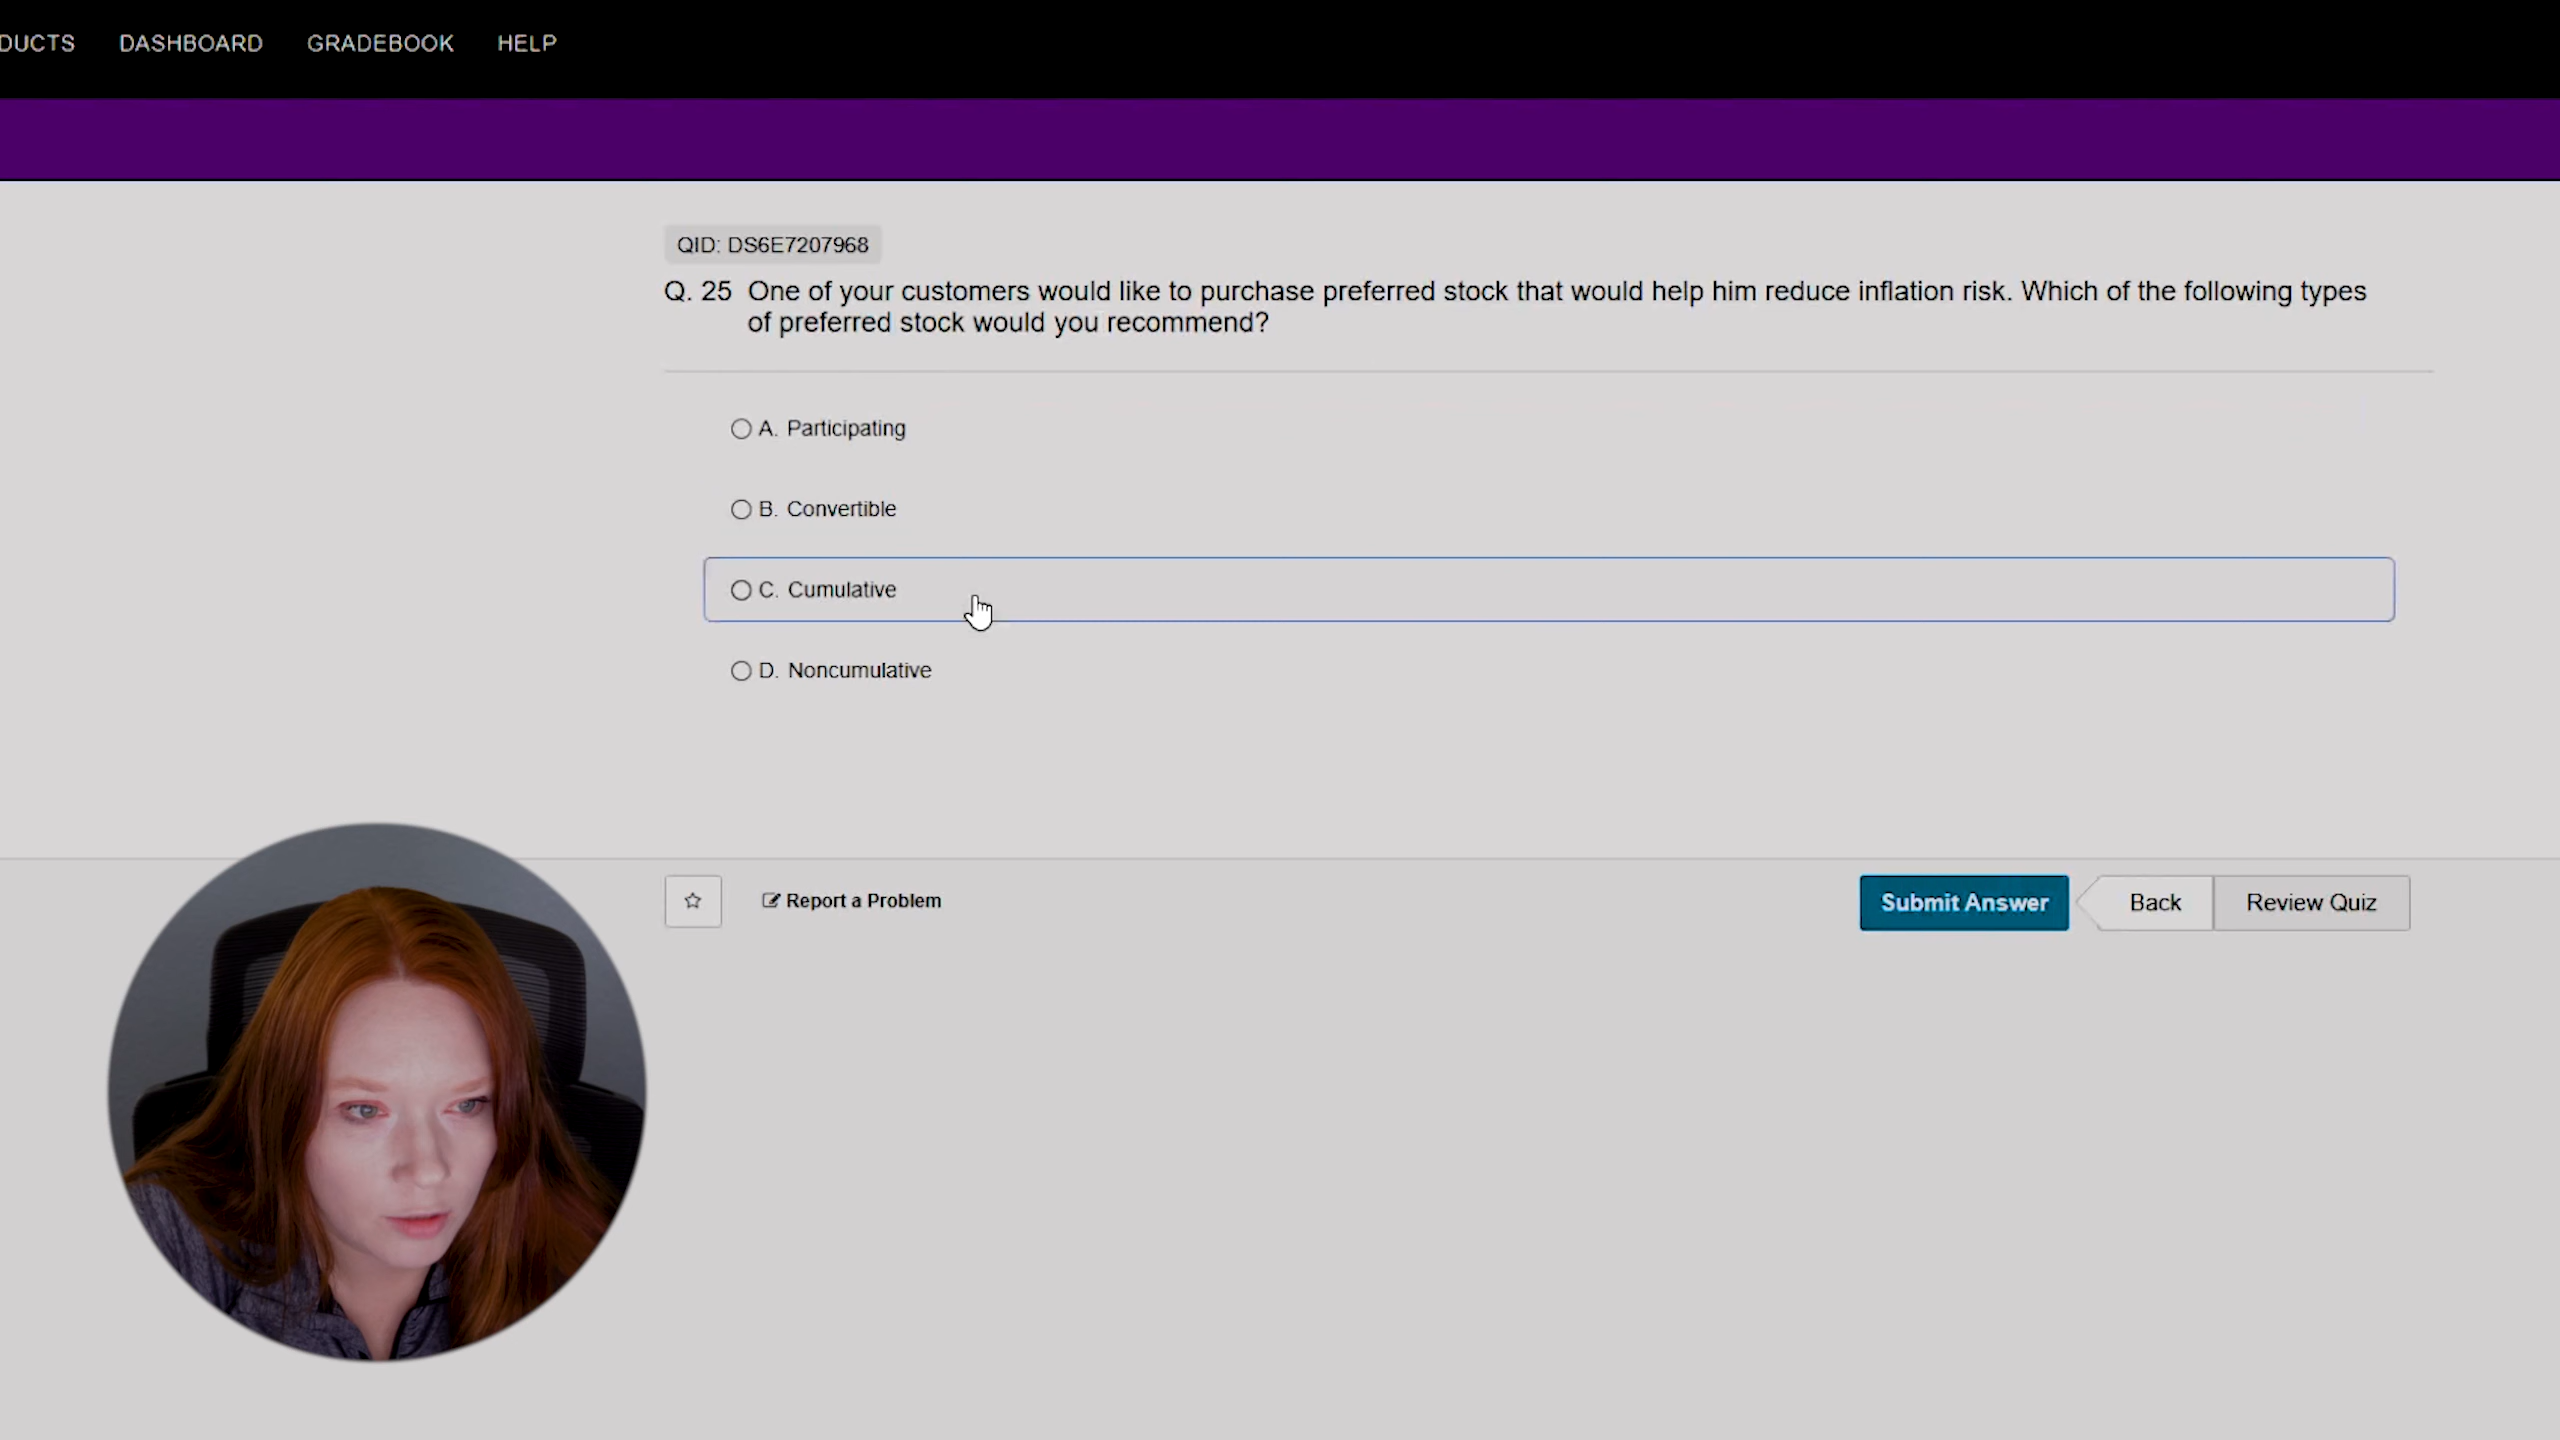 DUCTS DASHBOARD GRADEBOOK HELP
QID: DS6E7207968
Q. 25 One of your customers would like to purchase preferred stock that would help him reduce inflation risk. Which of the following types
of preferred stock would you recommend?
A. Participating
B. Convertible
C. Cumulative
D. Noncumulative
Report a Problem
Submit Answer
Back
Review Quiz